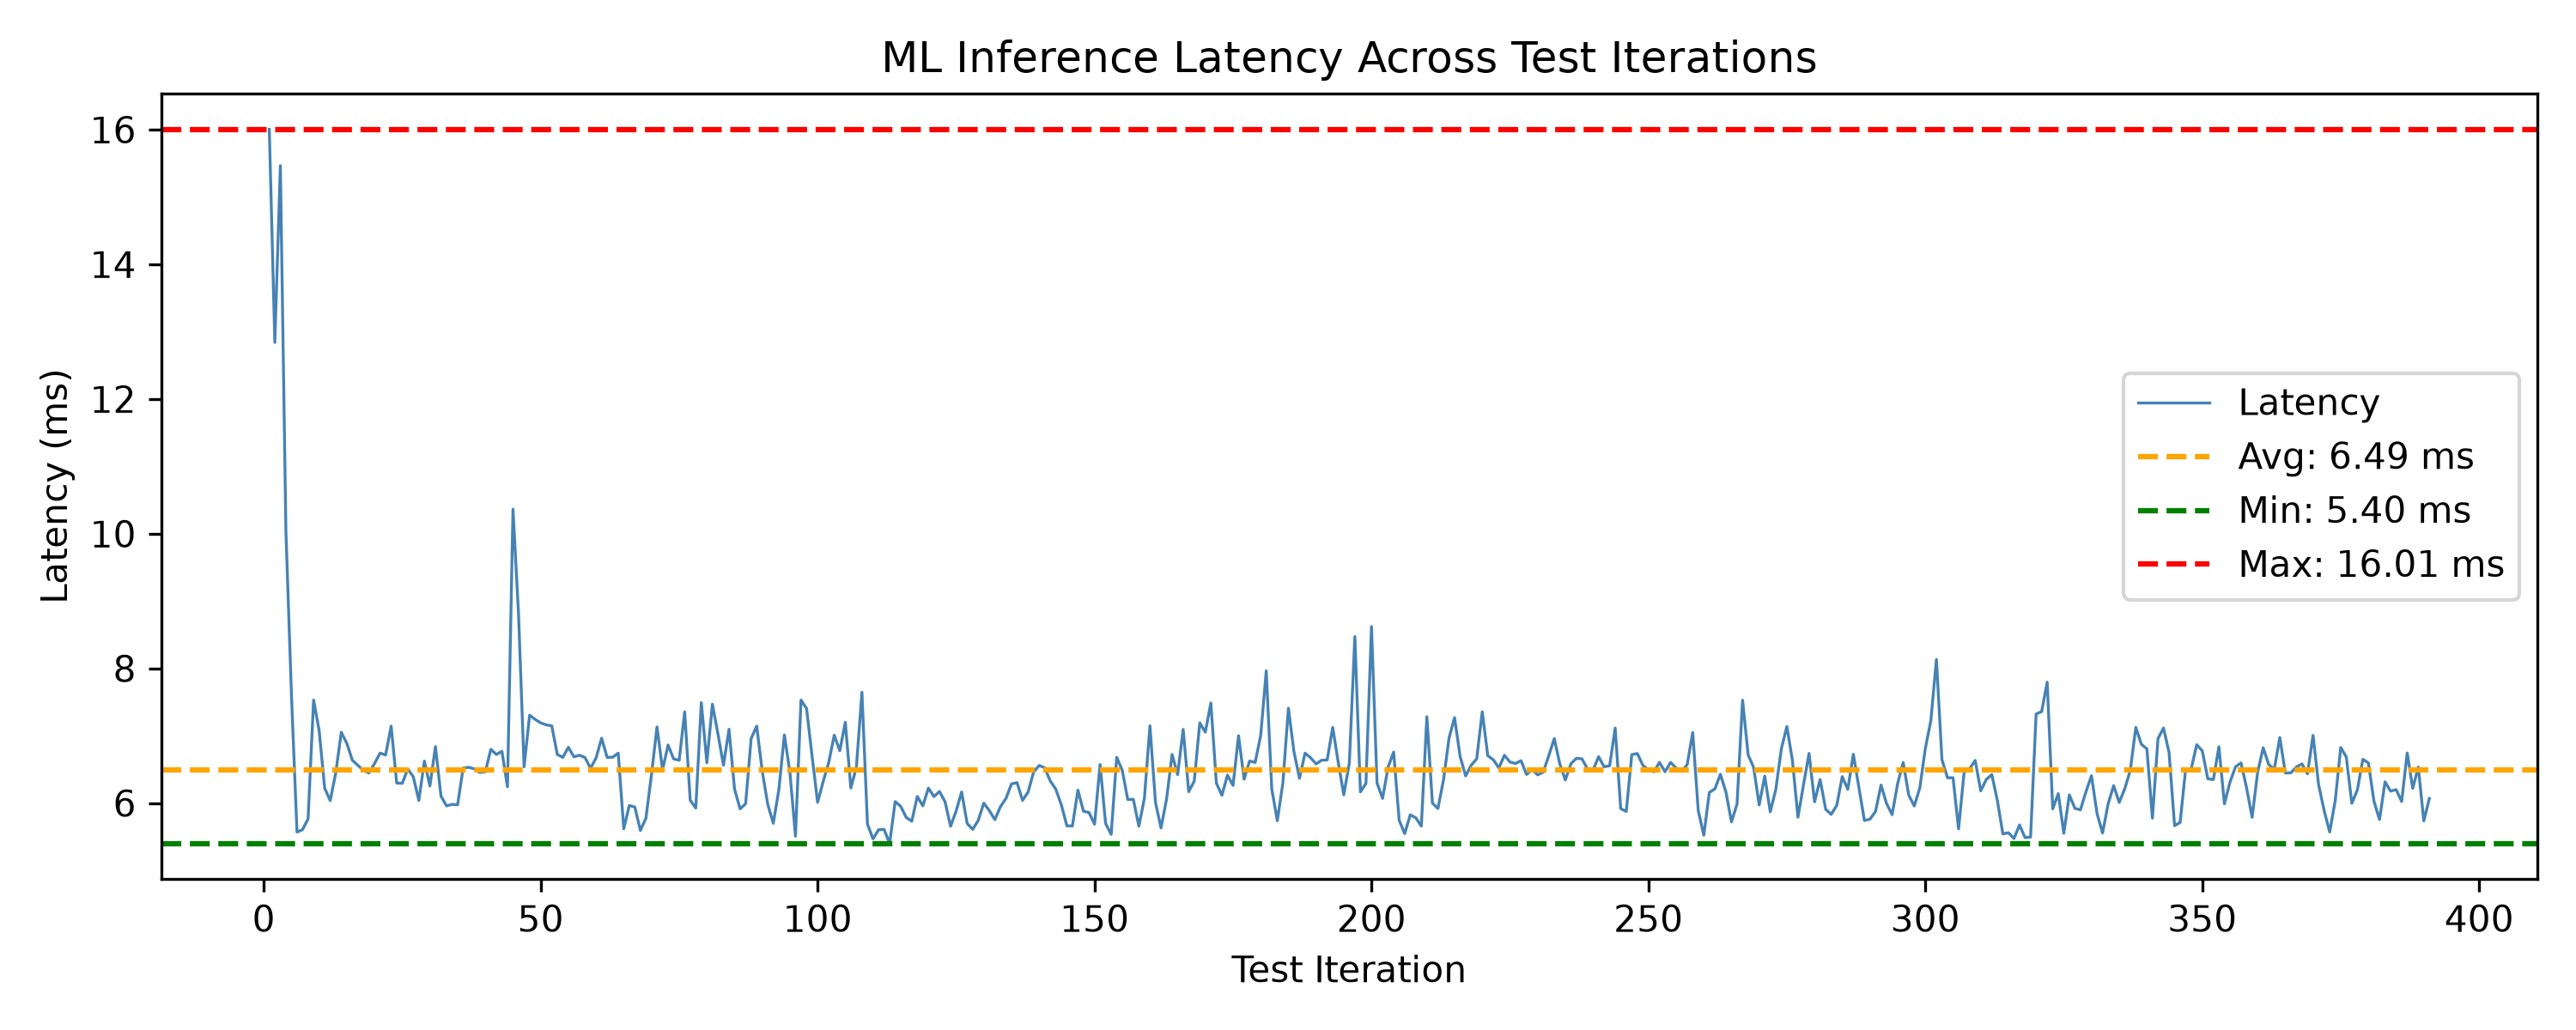 ML Inference Latency Across Test Iterations
16
14
12
10
8
6
Latency (ms)
Latency
Avg: 6.49 ms
Min: 5.40 ms
Max: 16.01 ms
0 50 100 150 200 250 300 350 400
Test Iteration